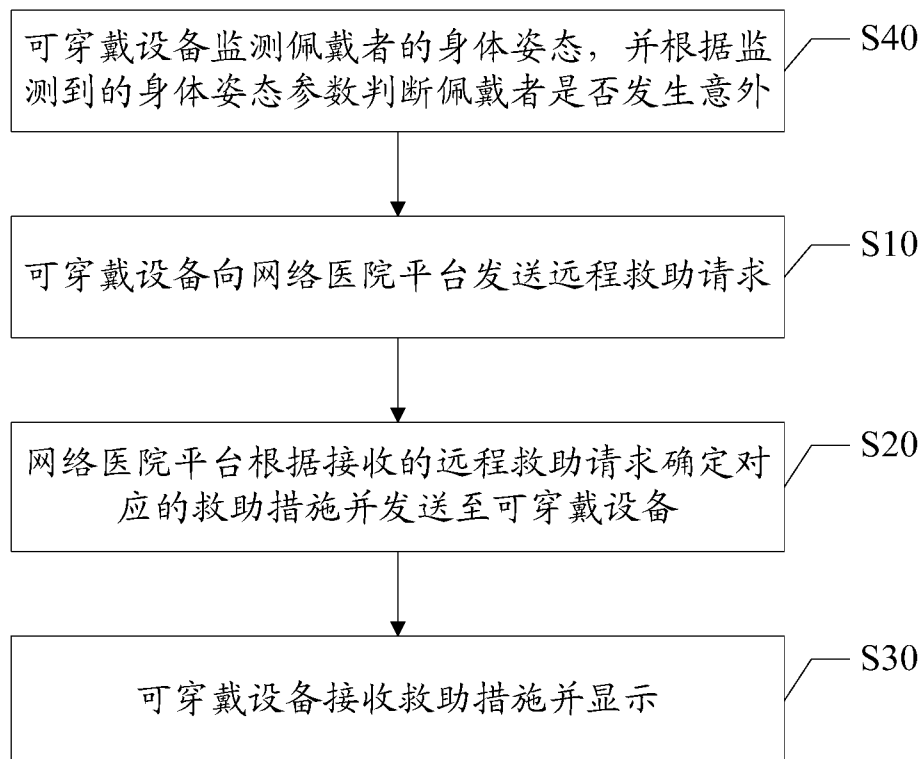 可穿戴设备监测佩戴者的身体姿态，并根据监
测到的身体姿态参数判断佩戴者是否发生意外
S40
可穿戴设备向网络医院平台发送远程救助请求
S10
网络医院平台根据接收的远程救助请求确定对
应的救助措施并发送至可穿戴设备
S20
可穿戴设备接收救助措施并显示
S30